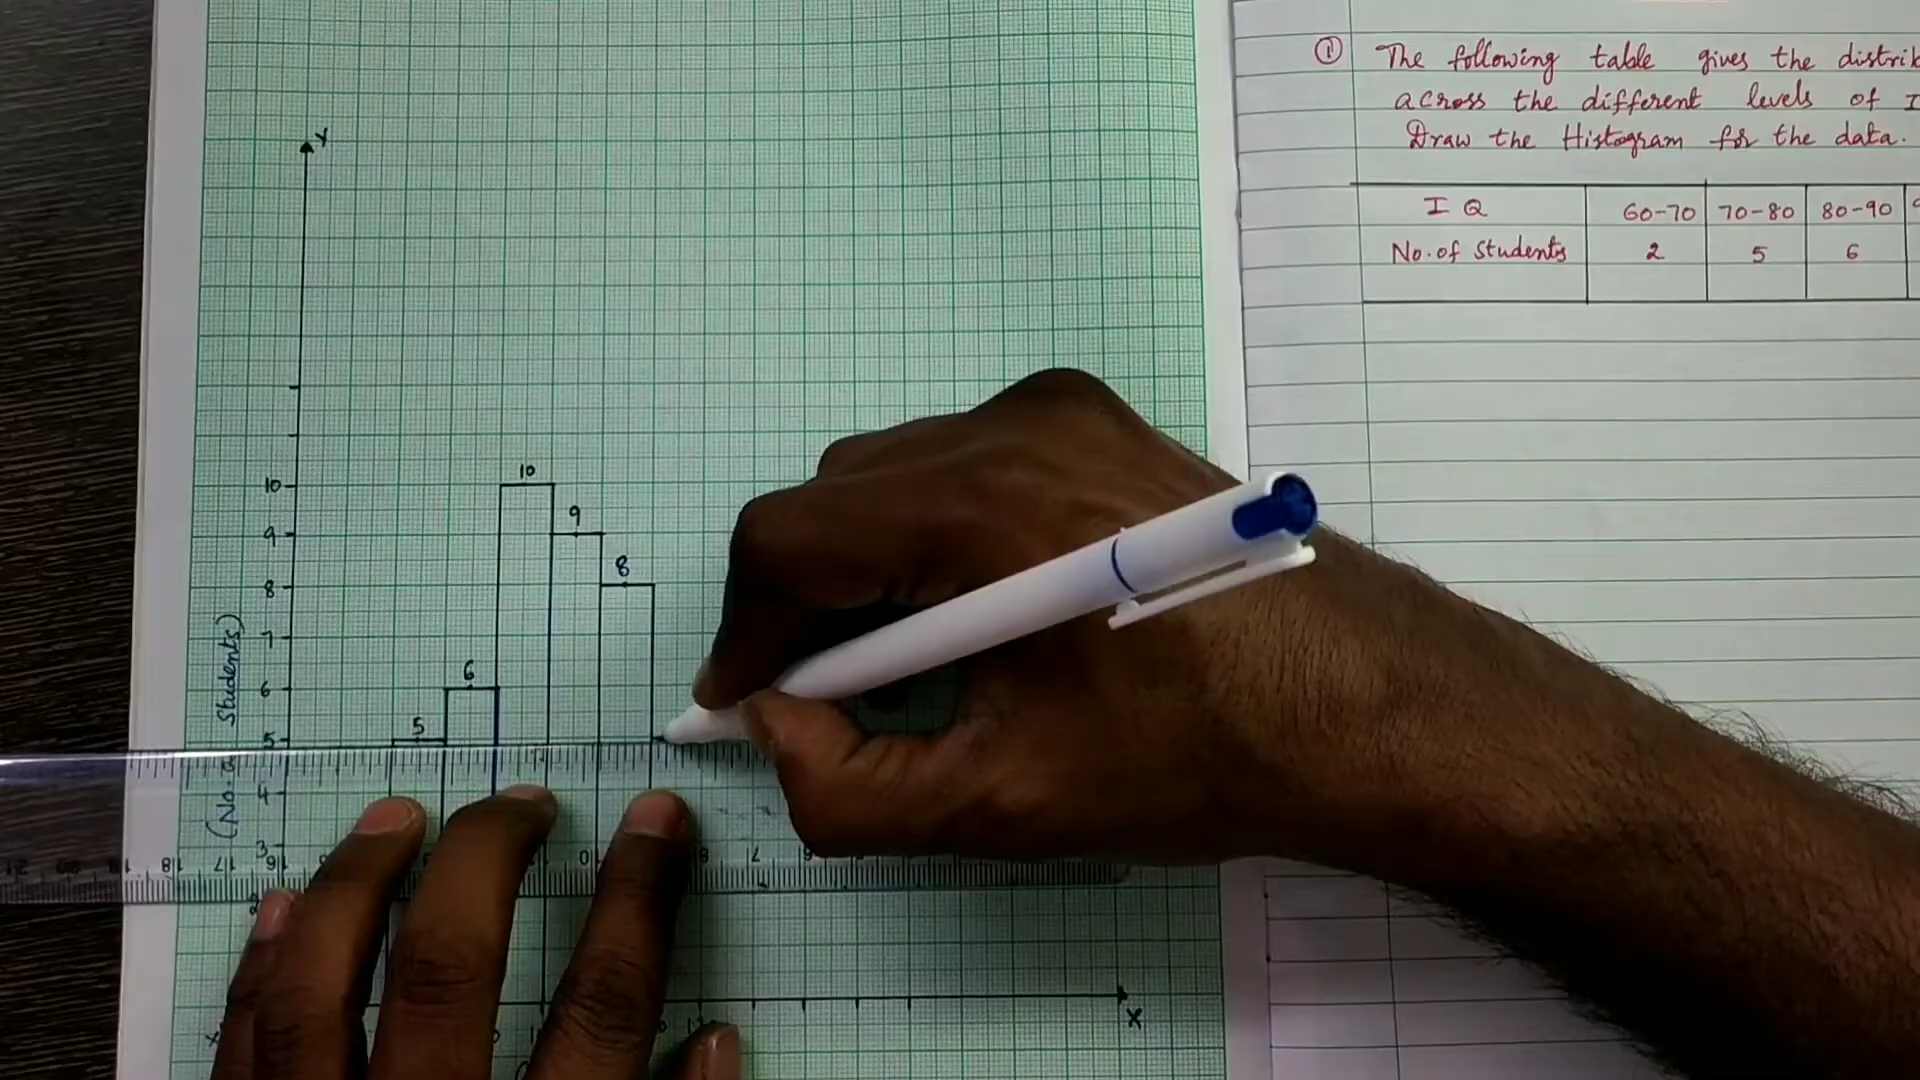 Y
10
9
8
7
6
5
4
3
2
10
9
8
6
5
(No. of Students)
X
① The following table gives the
across the different levels of
Draw the Histogram for the data.
I Q 60-70 70-80 80-90
No. of Students 2 5 6